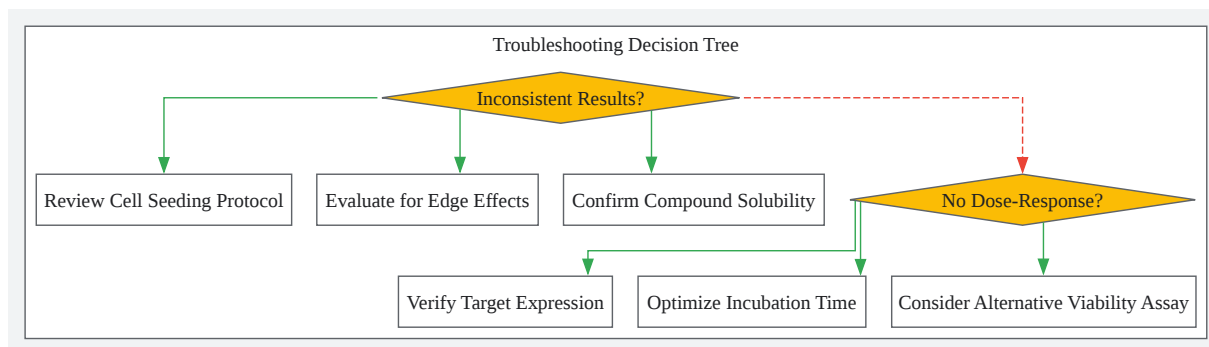 Troubleshooting Decision Tree
Inconsistent Results?
Review Cell Seeding Protocol
Evaluate for Edge Effects
Confirm Compound Solubility
No Dose-Response?
Verify Target Expression
Optimize Incubation Time
Consider Alternative Viability Assay